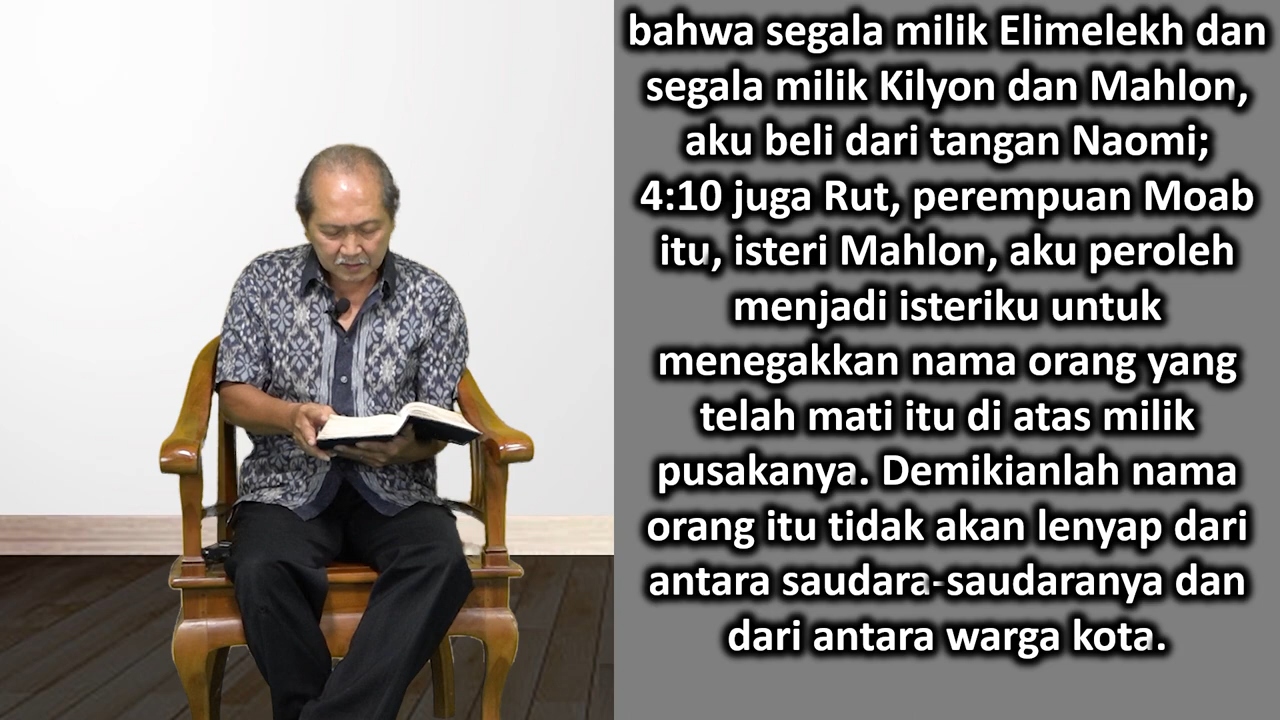 bahwa segala milik Elimelekh dan
segala milik Kilyon dan Mahlon,
aku beli dari tangan Naomi;
4:10 juga Rut, perempuan Moab
itu, isteri Mahlon, aku peroleh
menjadi isteriku untuk
menegakkan nama orang yang
telah mati itu di atas milik
pusakanya. Demikianlah nama
orang itu tidak akan lenyap dari
antara saudara-saudaranya dan
dari antara warga kota.